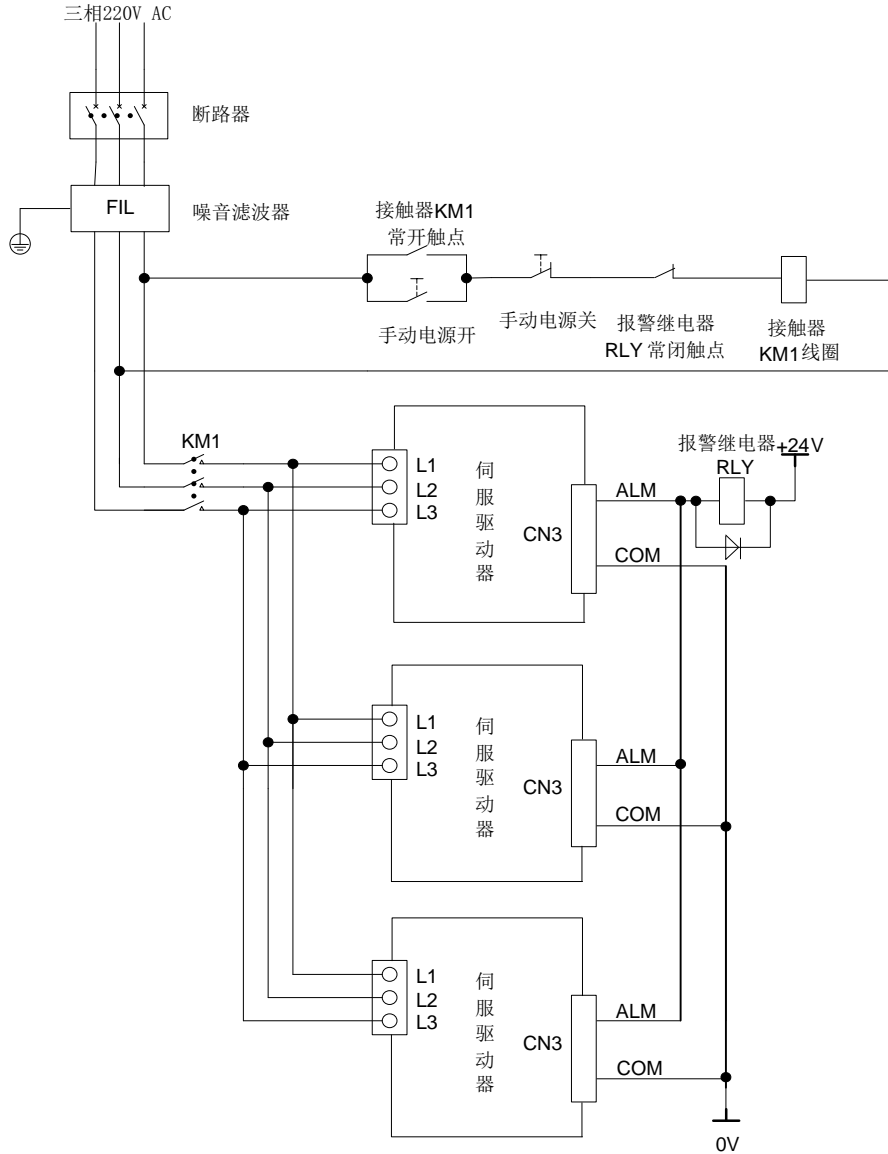 三相220V AC
断路器
FIL
噪音滤波器
接触器KM1
常开触点
手动电源开
手动电源关
报警继电器
RLY 常闭触点
接触器
KM1线圈
KM1
L1
L2
L3
伺服驱动器
CN3
ALM
COM
报警继电器
RLY
+24V
L1
L2
L3
伺服驱动器
CN3
ALM
COM
L1
L2
L3
伺服驱动器
CN3
ALM
COM
0V